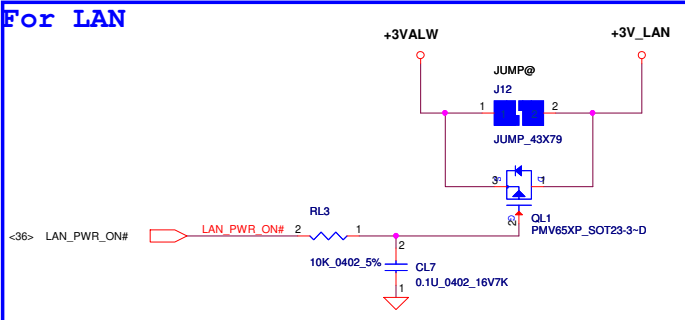 For LAN
+3VALW
+3V_LAN
JUMP@
J12
1
2
JUMP_43X79
3
S
D
1
G
2
QL1
PMV65XP_SOT23-3~D
<36> LAN_PWR_ON#
LAN_PWR_ON#
2
RL3
1
10K_0402_5%
2
CL7
0.1U_0402_16V7K
1